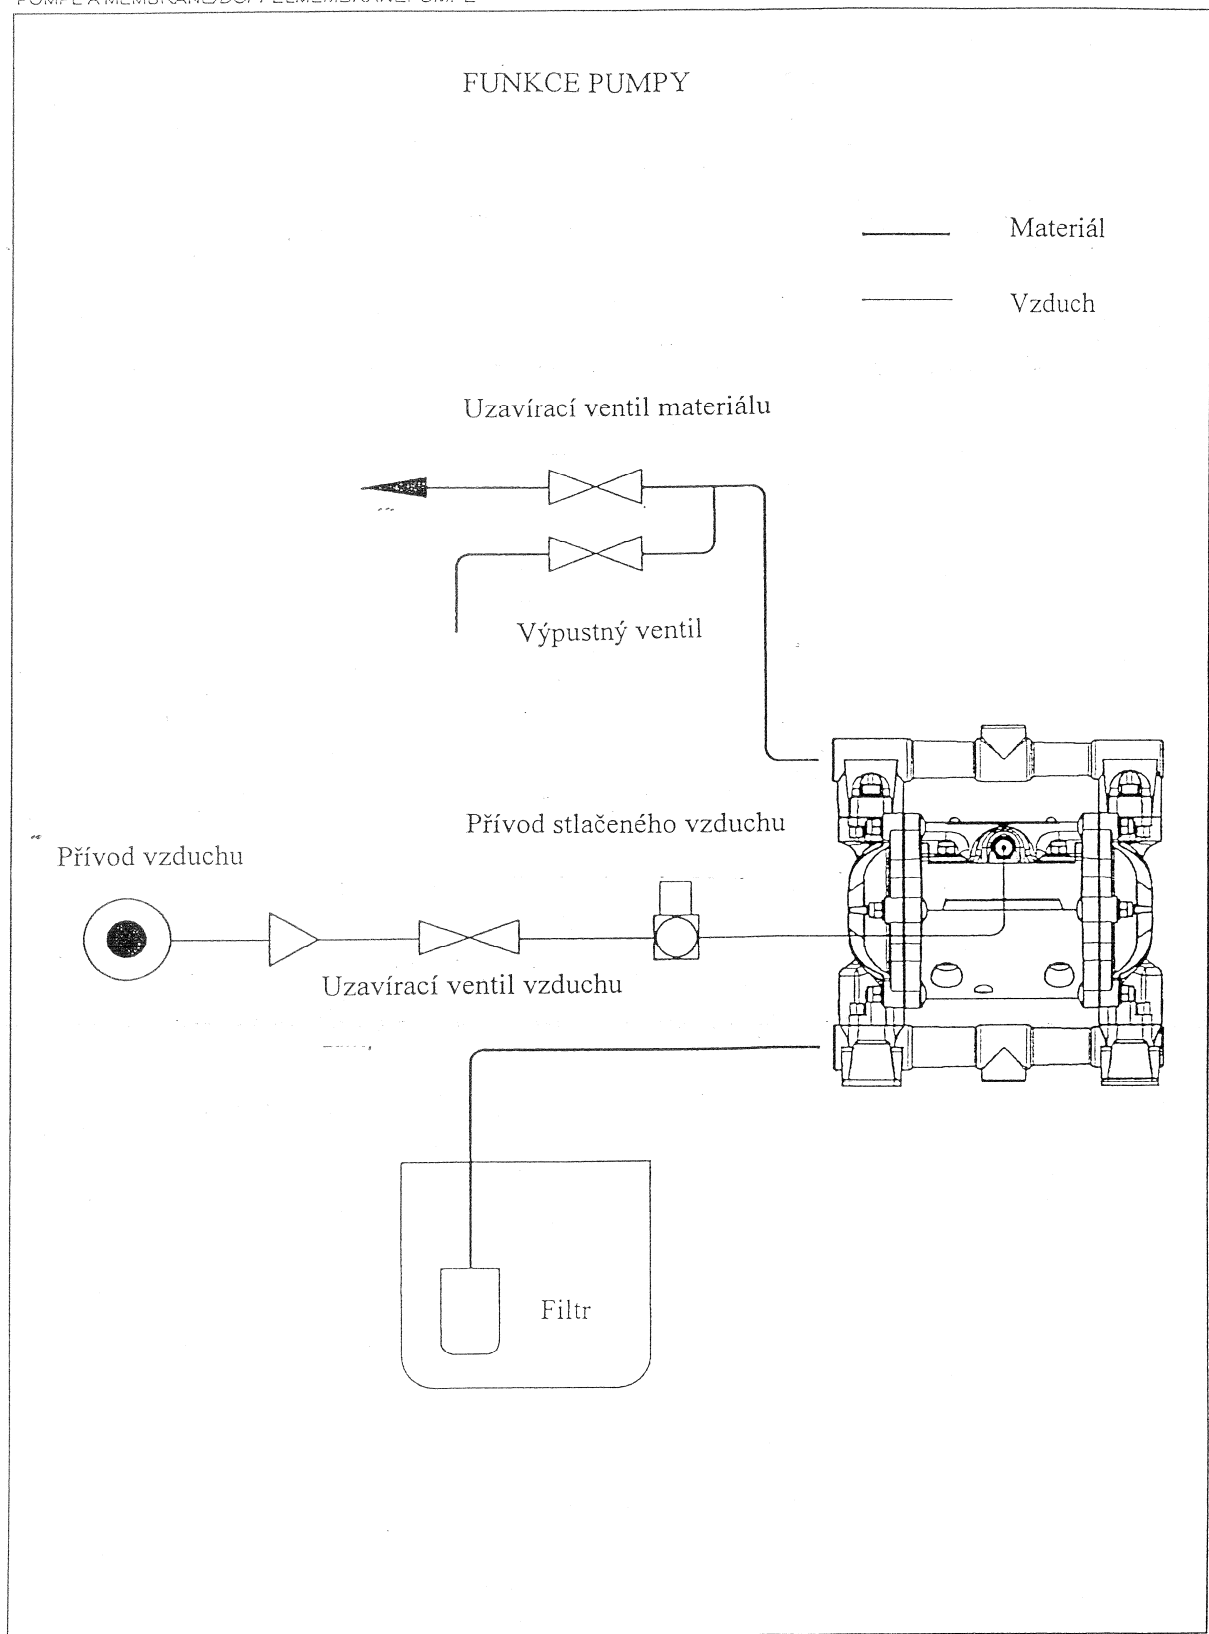 FUNKCE PUMPY
Materiál
Vzduch
Uzavírací ventil materiálu
Výpustný ventil
Přívod stlačeného vzduchu
Přívod vzduchu
Uzavírací ventil vzduchu
Filtr